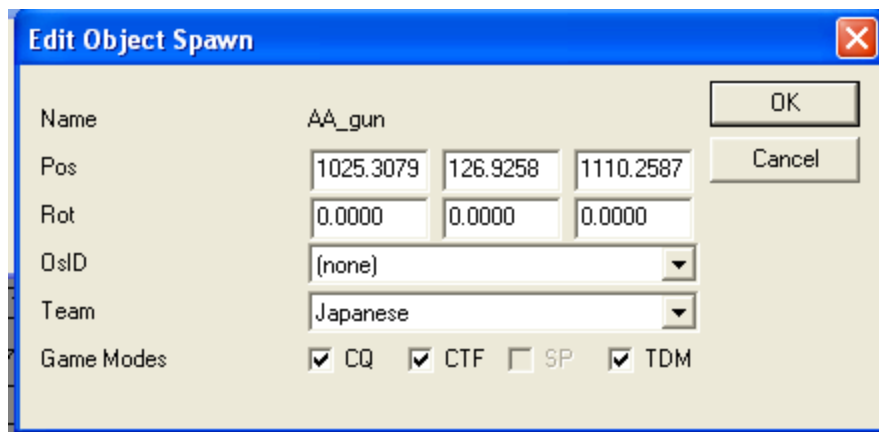 Edit Object Spawn
Name AA_gun
OK
Pos 1025.3079 126.9258 1110.2587
Cancel
Rot 0.0000 0.0000 0.0000
OsID (none)
Team Japanese
Game Modes CQ CTF SP TDM